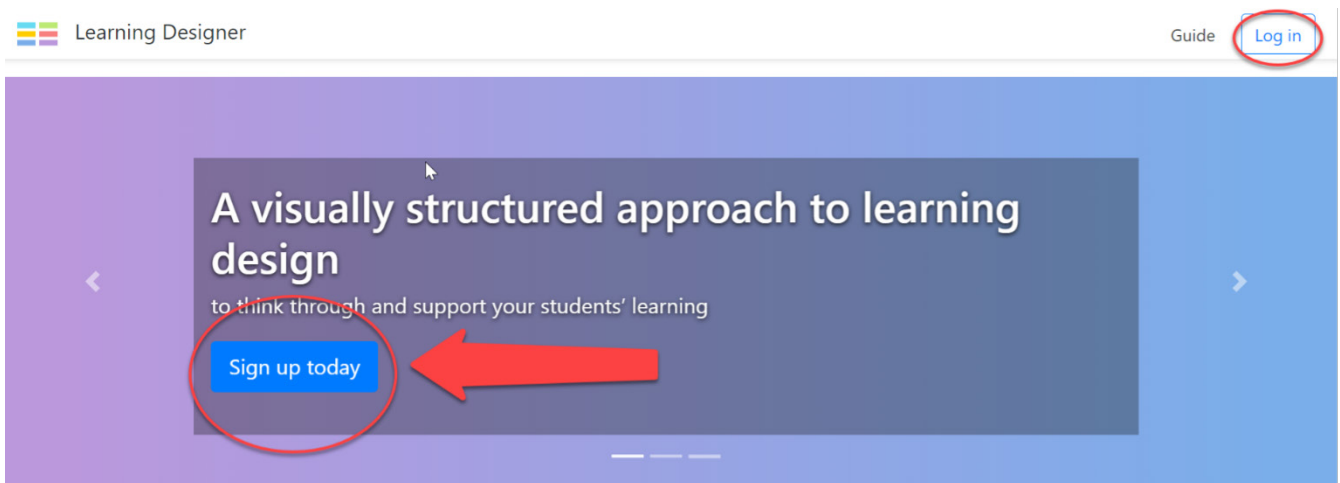 Learning Designer
Guide
Log in
A visually structured approach to learning
design
to think through and support your students' learning
Sign up today